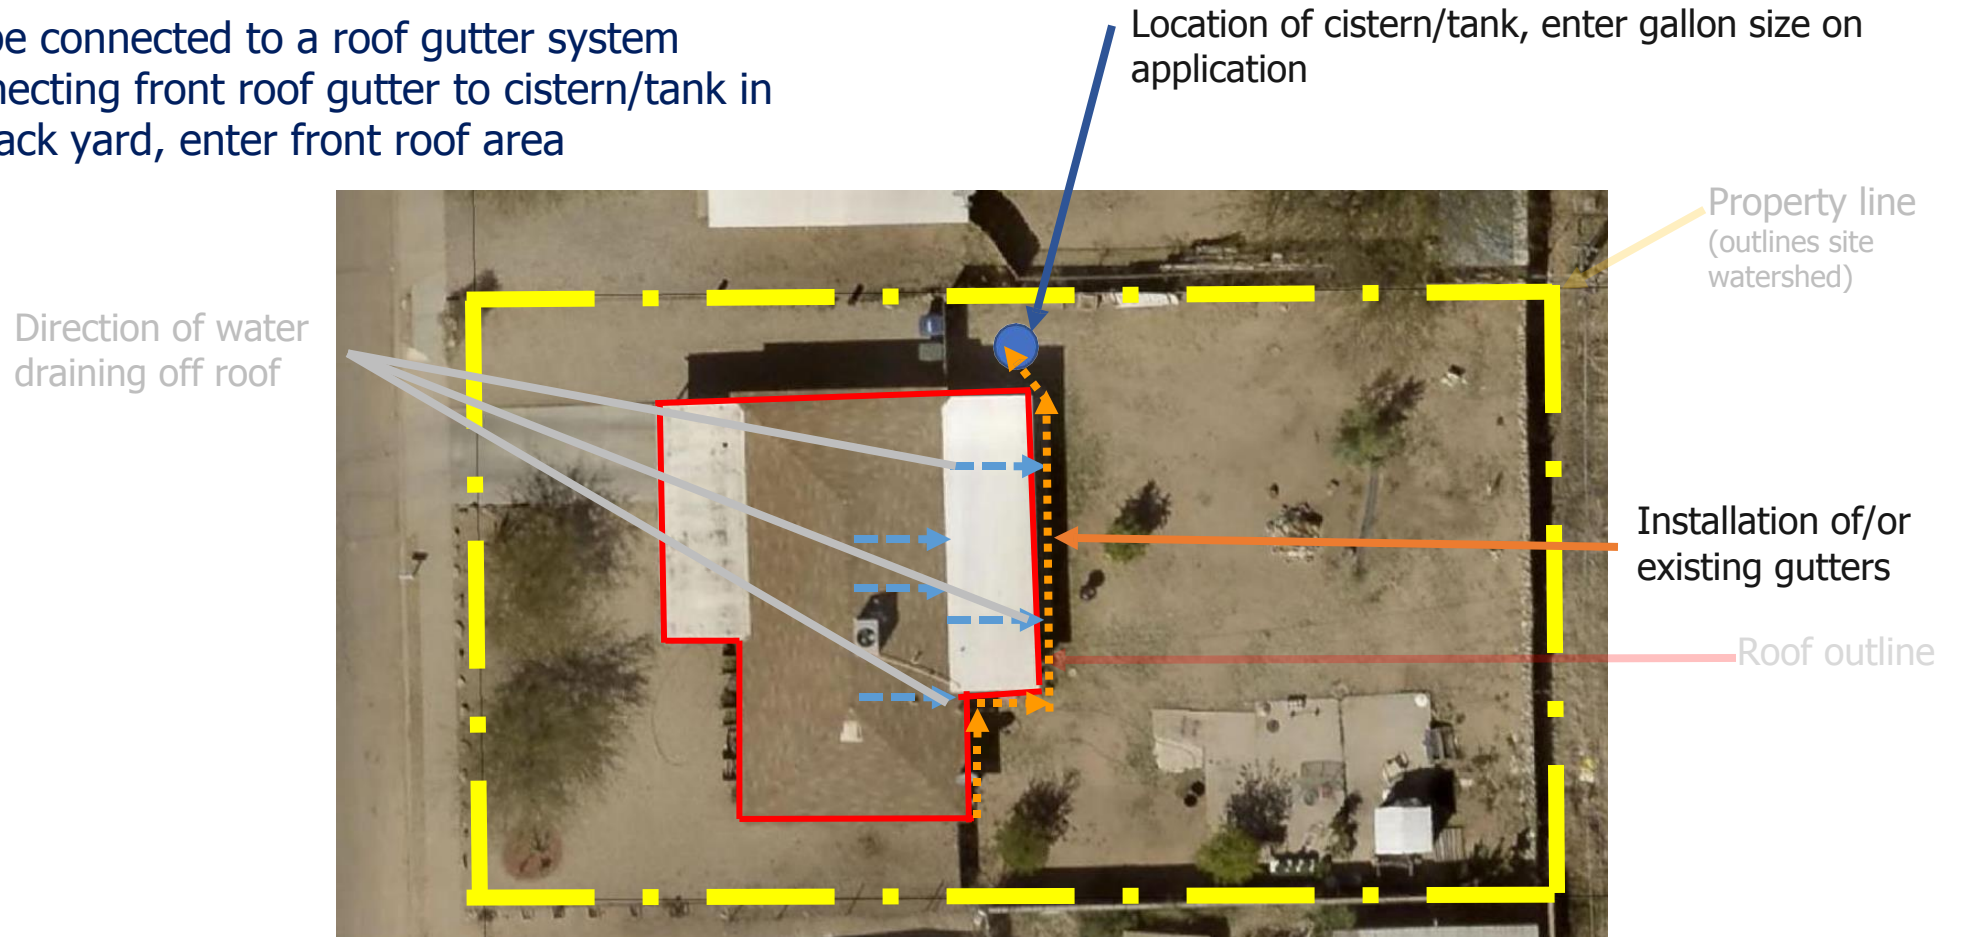 be connected to a roof gutter system
necting front roof gutter to cistern/tank in
ack yard, enter front roof area
Location of cistern/tank, enter gallon size on
application
Property line
(outlines site
watershed)
Direction of water
draining off roof
Installation of/or
existing gutters
Roof outline